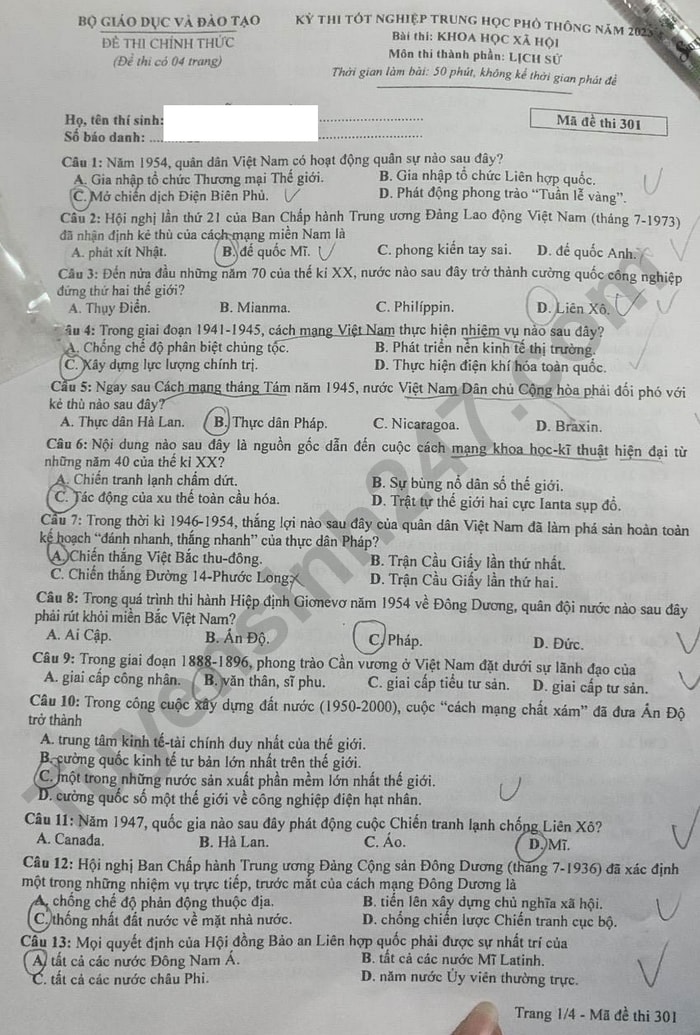 BỘ GIÁO DỤC VÀ ĐÀO TẠO
ĐỀ THI CHÍNH THỨC
(Đề thi có 04 trang)
KỲ THI TỐT NGHIỆP TRUNG HỌC PHỔ THÔNG NĂM 2023
Bài thi: KHOA HỌC XÃ HỘI
Môn thi thành phần: LỊCH SỬ
Thời gian làm bài: 50 phút, không kể thời gian phát đề
Họ, tên thí sinh:
Số báo danh:
Mã đề thi 301
Câu 1: Năm 1954, quân dân Việt Nam có hoạt động quân sự nào sau đây?
A. Gia nhập tổ chức Thương mại Thế giới. B. Gia nhập tổ chức Liên hợp quốc.
C. Mở chiến dịch Điện Biên Phủ. D. Phát động phong trào “Tuần lễ vàng”.
Câu 2: Hội nghị lần thứ 21 của Ban Chấp hành Trung ương Đảng Lao động Việt Nam (tháng 7-1973)
đã nhận định kẻ thù của cách mạng miền Nam là
A. phát xít Nhật. B. đế quốc Mĩ. C. phong kiến tay sai. D. đế quốc Anh.
Câu 3: Đến nửa đầu những năm 70 của thế kỉ XX, nước nào sau đây trở thành cường quốc công nghiệp
đứng thứ hai thế giới?
A. Thụy Điển. B. Mianma. C. Philíppin. D. Liên Xô.
Câu 4: Trong giai đoạn 1941-1945, cách mạng Việt Nam thực hiện nhiệm vụ nào sau đây?
A. Chống chế độ phân biệt chủng tộc. B. Phát triển nền kinh tế thị trường.
C. Xây dựng lực lượng chính trị. D. Thực hiện điện khí hóa toàn quốc.
Câu 5: Ngay sau Cách mạng tháng Tám năm 1945, nước Việt Nam Dân chủ Cộng hòa phải đối phó với
kẻ thù nào sau đây?
A. Thực dân Hà Lan. B. Thực dân Pháp. C. Nicaragoa. D. Braxin.
Câu 6: Nội dung nào sau đây là nguồn gốc dẫn đến cuộc cách mạng khoa học-kĩ thuật hiện đại từ
những năm 40 của thế kỉ XX?
A. Chiến tranh lạnh chấm dứt. B. Sự bùng nổ dân số thế giới.
C. Tác động của xu thế toàn cầu hóa. D. Trật tự thế giới hai cực Ianta sụp đổ.
Câu 7: Trong thời kì 1946-1954, thắng lợi nào sau đây của quân dân Việt Nam đã làm phá sản hoàn toàn
kế hoạch “đánh nhanh, thắng nhanh” của thực dân Pháp?
A. Chiến thắng Việt Bắc thu-đông. B. Trận Cầu Giấy lần thứ nhất.
C. Chiến thắng Đường 14-Phước Long. D. Trận Cầu Giấy lần thứ hai.
Câu 8: Trong quá trình thi hành Hiệp định Giơnevơ năm 1954 về Đông Dương, quân đội nước nào sau đây
phải rút khỏi miền Bắc Việt Nam?
A. Ai Cập. B. Ấn Độ. C. Pháp. D. Đức.
Câu 9: Trong giai đoạn 1888-1896, phong trào Cần vương ở Việt Nam đặt dưới sự lãnh đạo của
A. giai cấp công nhân. B. văn thân, sĩ phu. C. giai cấp tiểu tư sản. D. giai cấp tư sản.
Câu 10: Trong công cuộc xây dựng đất nước (1950-2000), cuộc “cách mạng chất xám” đã đưa Ấn Độ
trở thành
A. trung tâm kinh tế-tài chính duy nhất của thế giới.
B. cường quốc kinh tế tư bản lớn nhất trên thế giới.
C. một trong những nước sản xuất phần mềm lớn nhất thế giới.
D. cường quốc số một thế giới về công nghiệp điện hạt nhân.
Câu 11: Năm 1947, quốc gia nào sau đây phát động cuộc Chiến tranh lạnh chống Liên Xô?
A. Canada. B. Hà Lan. C. Áo. D. Mĩ.
Câu 12: Hội nghị Ban Chấp hành Trung ương Đảng Cộng sản Đông Dương (tháng 7-1936) đã xác định
một trong những nhiệm vụ trực tiếp, trước mắt của cách mạng Đông Dương là
A. chống chế độ phản động thuộc địa. B. tiến lên xây dựng chủ nghĩa xã hội.
C. thống nhất đất nước về mặt nhà nước. D. chống chiến lược Chiến tranh cục bộ.
Câu 13: Mọi quyết định của Hội đồng Bảo an Liên hợp quốc phải được sự nhất trí của
A. tất cả các nước Đông Nam Á. B. tất cả các nước Mĩ Latinh.
C. tất cả các nước châu Phi. D. năm nước Ủy viên thường trực.
Trang 1/4 - Mã đề thi 301
Tuyensinh247.com